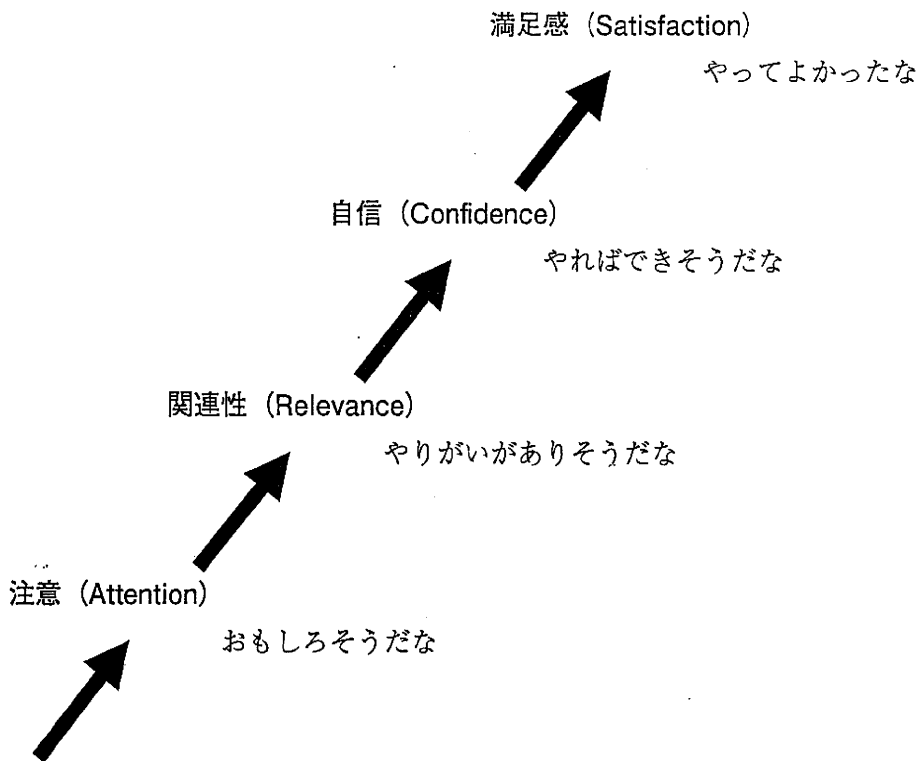 満足感（Satisfaction）
やってよかったな
自信（Confidence）
やればできそうだな
関連性（Relevance）
やりがいがありそうだな
注意（Attention）
おもしろそうだな